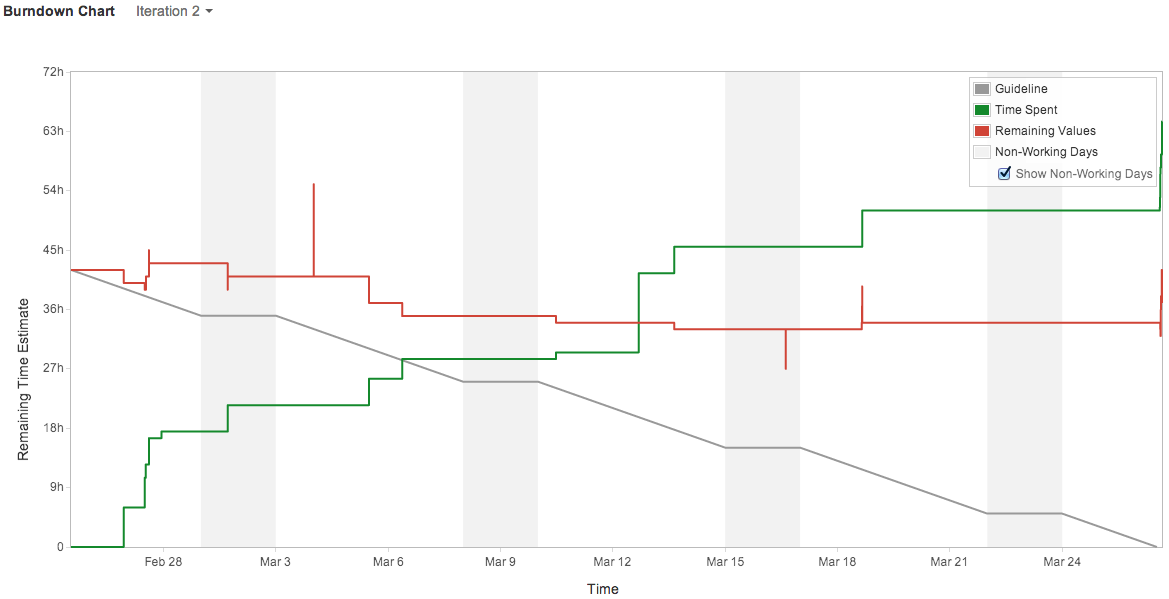 Burndown Chart Iteration 2
72h
63h
54h
45h
36h
27h
18h
9h
0
Remaining Time Estimate
Guideline
Time Spent
Remaining Values
Non-Working Days
Show Non-Working Days
Feb 28 Mar 3 Mar 6 Mar 9 Mar 12 Mar 15 Mar 18 Mar 21 Mar 24
Time